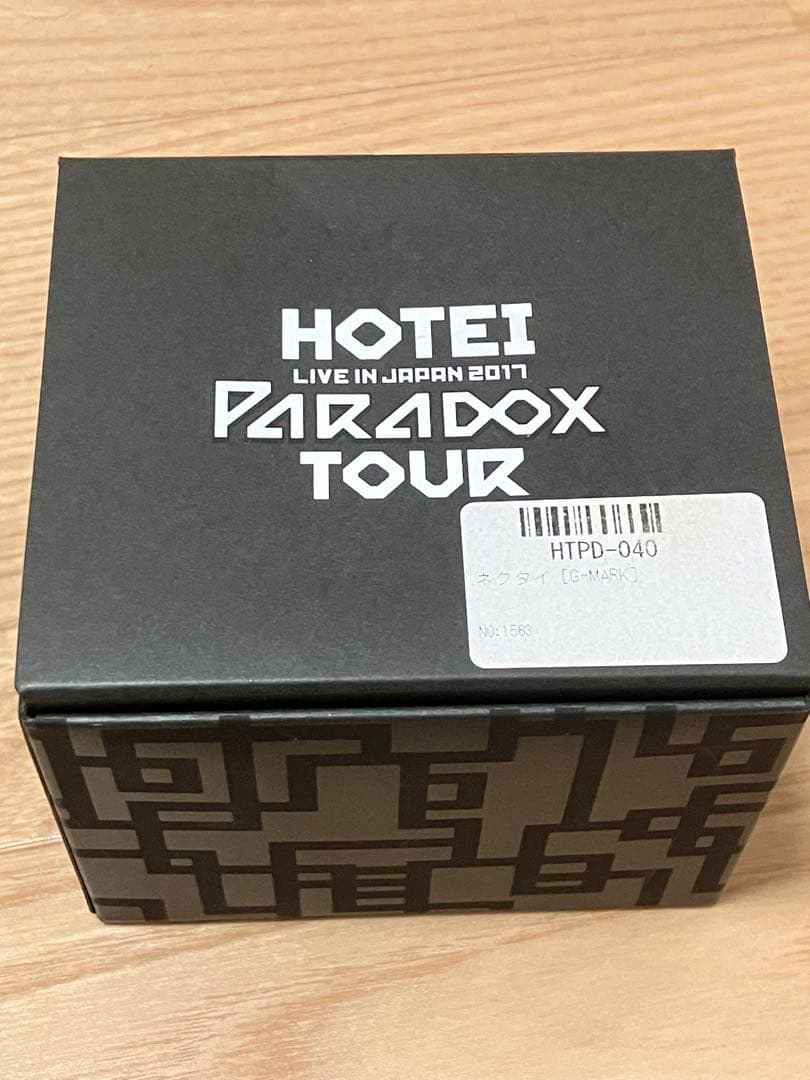 HOTEI
LIVE IN JAPAN 2017
PARADOX
TOUR
HTPD-040
ネクタイ [G-MARK]
NO:1563